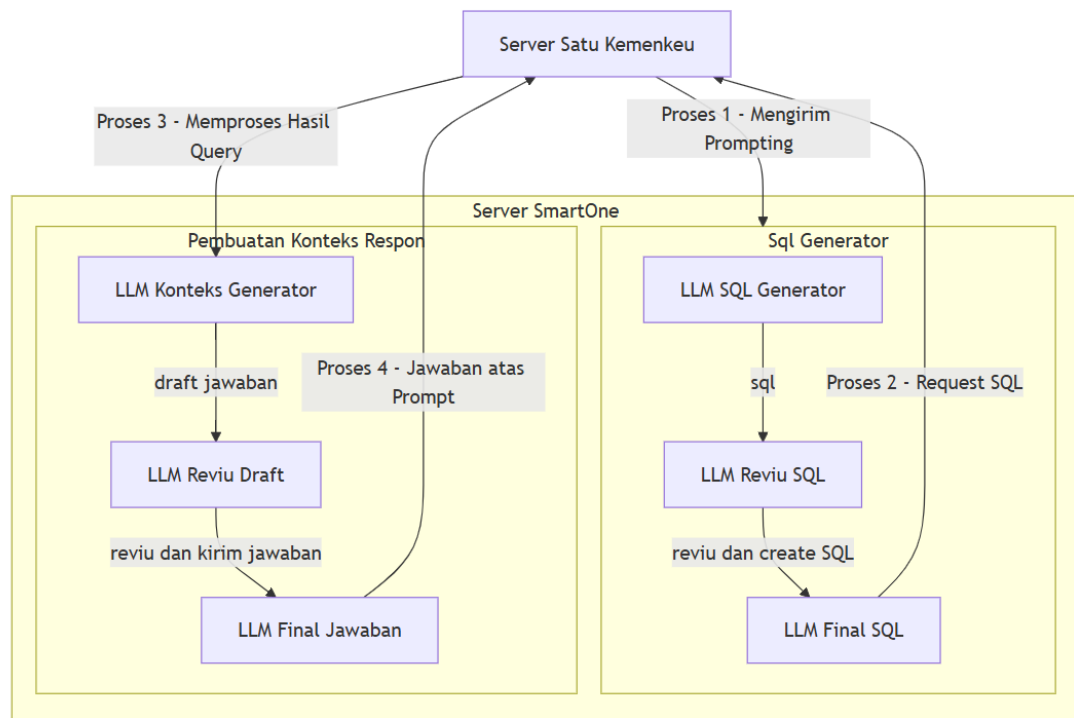 Server Satu Kemenkeu
Proses 3 - Memproses Hasil
Query
Proses 1 - Mengirim
Prompting
Server SmartOne
Pembuatan Konteks Respon
Sql Generator
LLM Konteks Generator
LLM SQL Generator
draft jawaban
Proses 4 - Jawaban atas
Prompt
sql
Proses 2 - Request SQL
LLM Reviu Draft
LLM Reviu SQL
reviu dan kirim jawaban
reviu dan create SQL
LLM Final Jawaban
LLM Final SQL